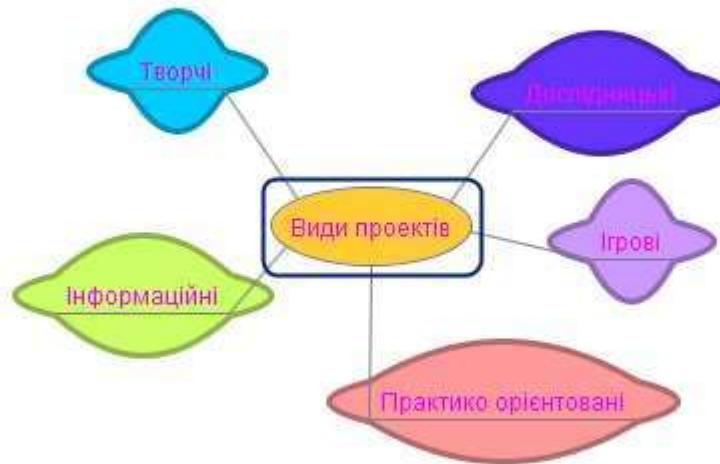 Творчі
Дослідницькі
Види проектів
Ігрові
Інформаційні
Практико орієнтовані